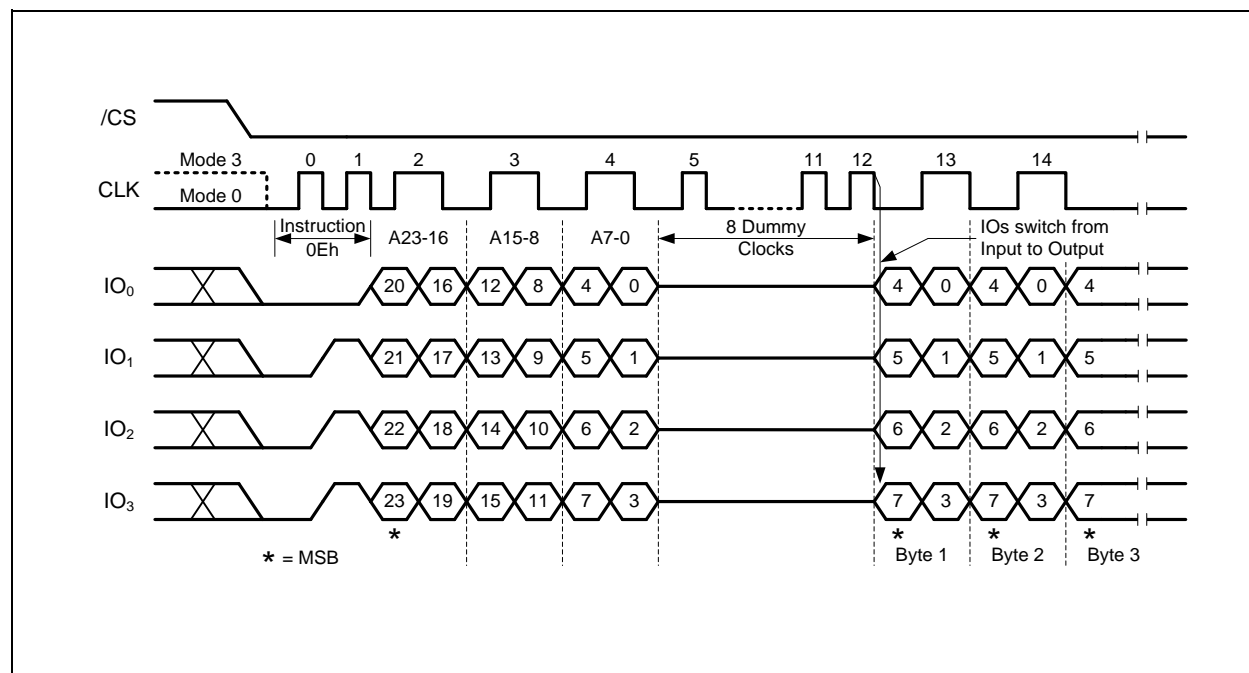 /CS
Mode 3 0 1 2 3 4 5 11 12 13 14
CLK
Mode 0
Instruction
0Eh
A23-16 A15-8 A7-0
8 Dummy
Clocks
IOs switch from
Input to Output
IO0 20 16 12 8 4 0 4 0 4 0 4
IO1 21 17 13 9 5 1 5 1 5 1 5
IO2 22 18 14 10 6 2 6 2 6 2 6
IO3 23 19 15 11 7 3 7 3 7 3 7
* * * *
* = MSB
Byte 1 Byte 2 Byte 3